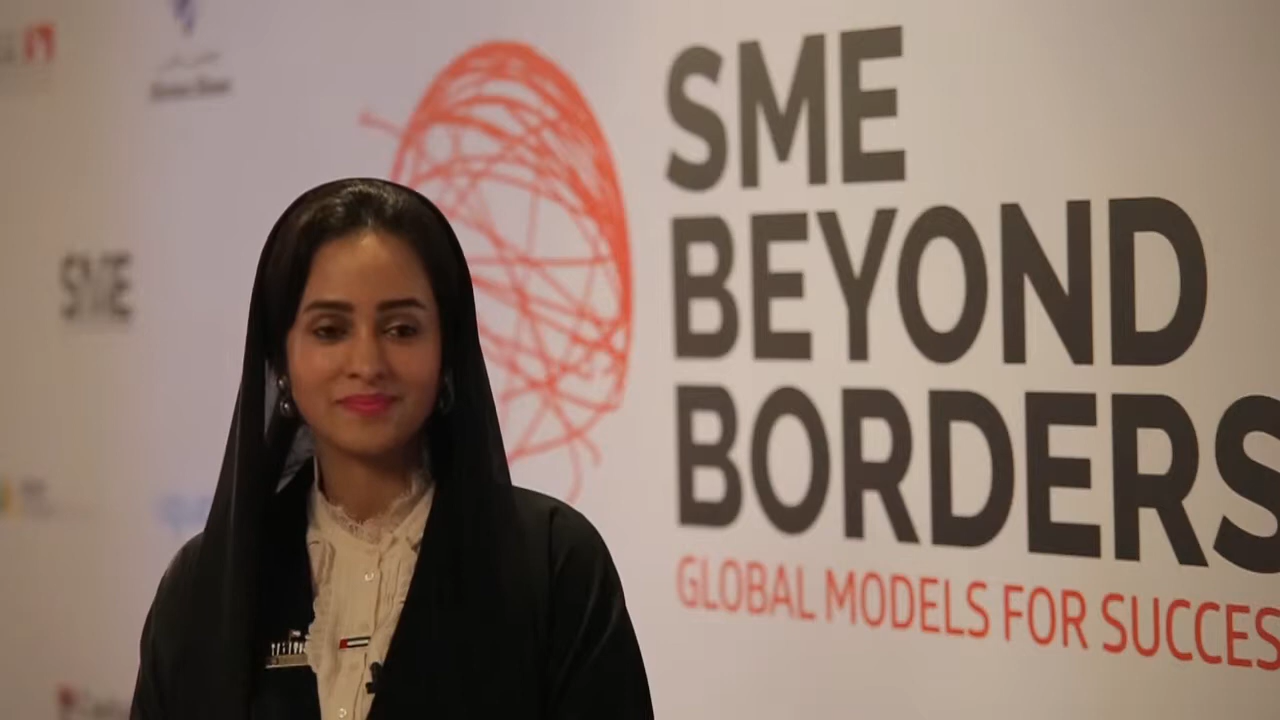 SME
BEYOND
BORDERS
GLOBAL MODELS FOR SUCCES
SME